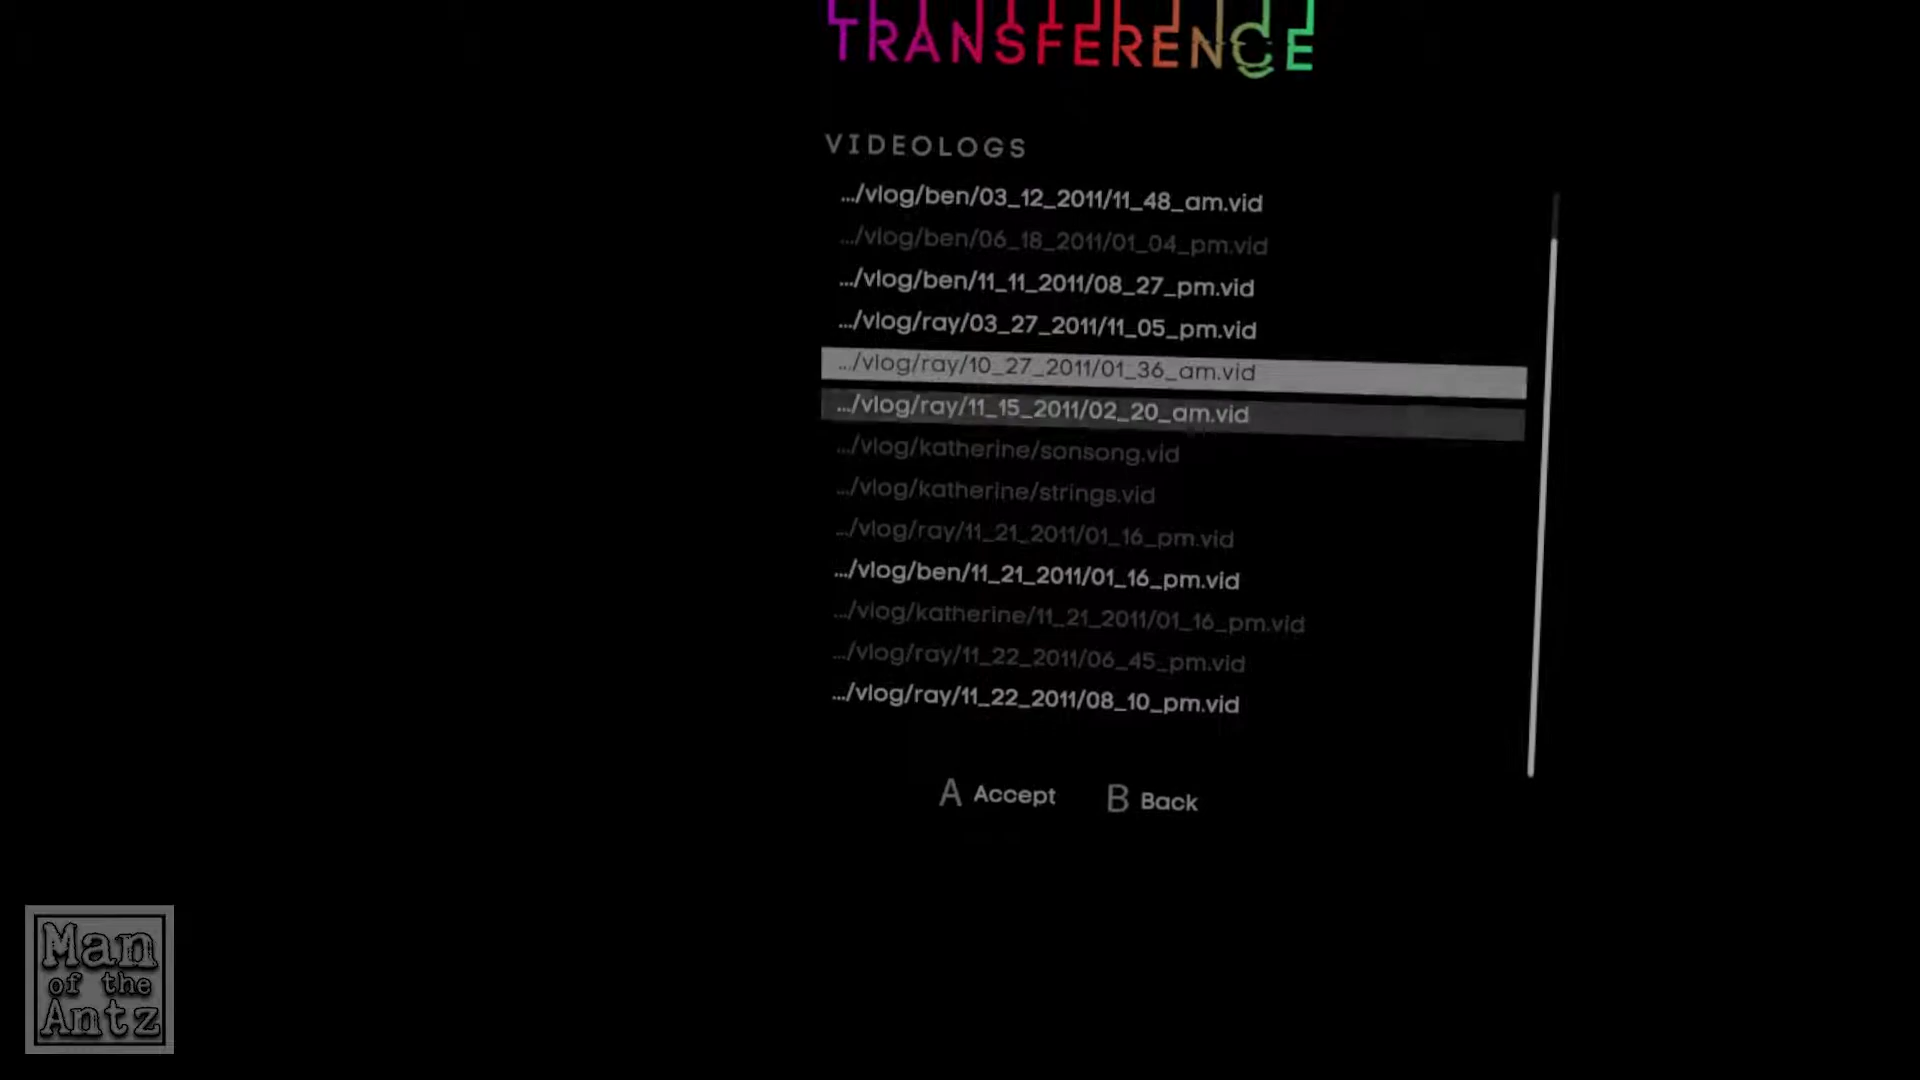 TRANSFERENCE
VIDEOLOGS
.../vlog/ben/03_12_2011/11_48_am.vid
.../vlog/ben/06_18_2011/01_04_pm.vid
.../vlog/ben/11_11_2011/08_27_pm.vid
.../vlog/ray/03_27_2011/11_05_pm.vid
.../vlog/ray/10_27_2011/01_36_am.vid
.../vlog/ray/11_15_2011/02_20_am.vid
.../vlog/katherine/sansong.vid
.../vlog/katherine/strings.vid
.../vlog/ray/11_21_2011/01_16_pm.vid
.../vlog/ben/11_21_2011/01_16_pm.vid
.../vlog/katherine/11_21_2011/01_16_pm.vid
.../vlog/ray/11_22_2011/06_45_pm.vid
.../vlog/ray/11_22_2011/08_10_pm.vid
A Accept B Back
Man
of the
Antz